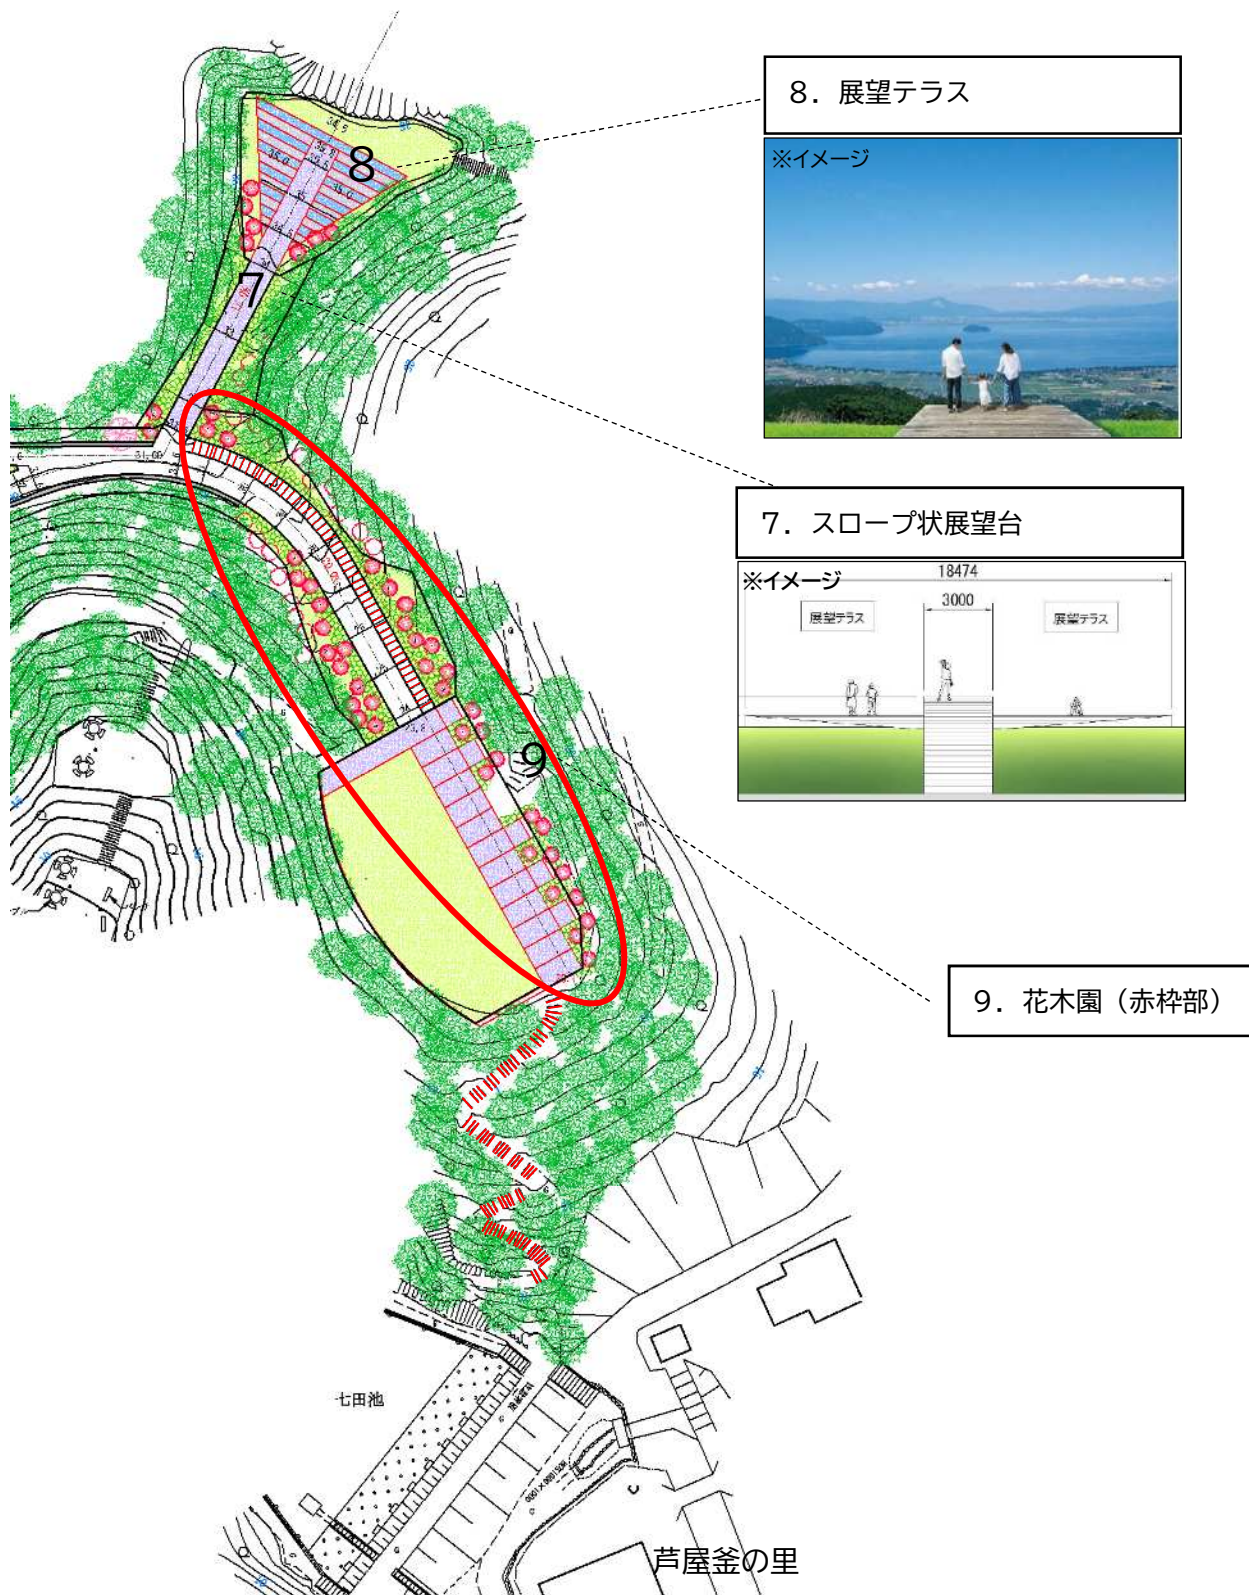 8．展望テラス
※イメージ
8
7
7．スロープ状展望台
※イメージ
18474
3000
展望テラス
展望テラス
9
9．花木園（赤枠部）
七田池
芦屋釜の里